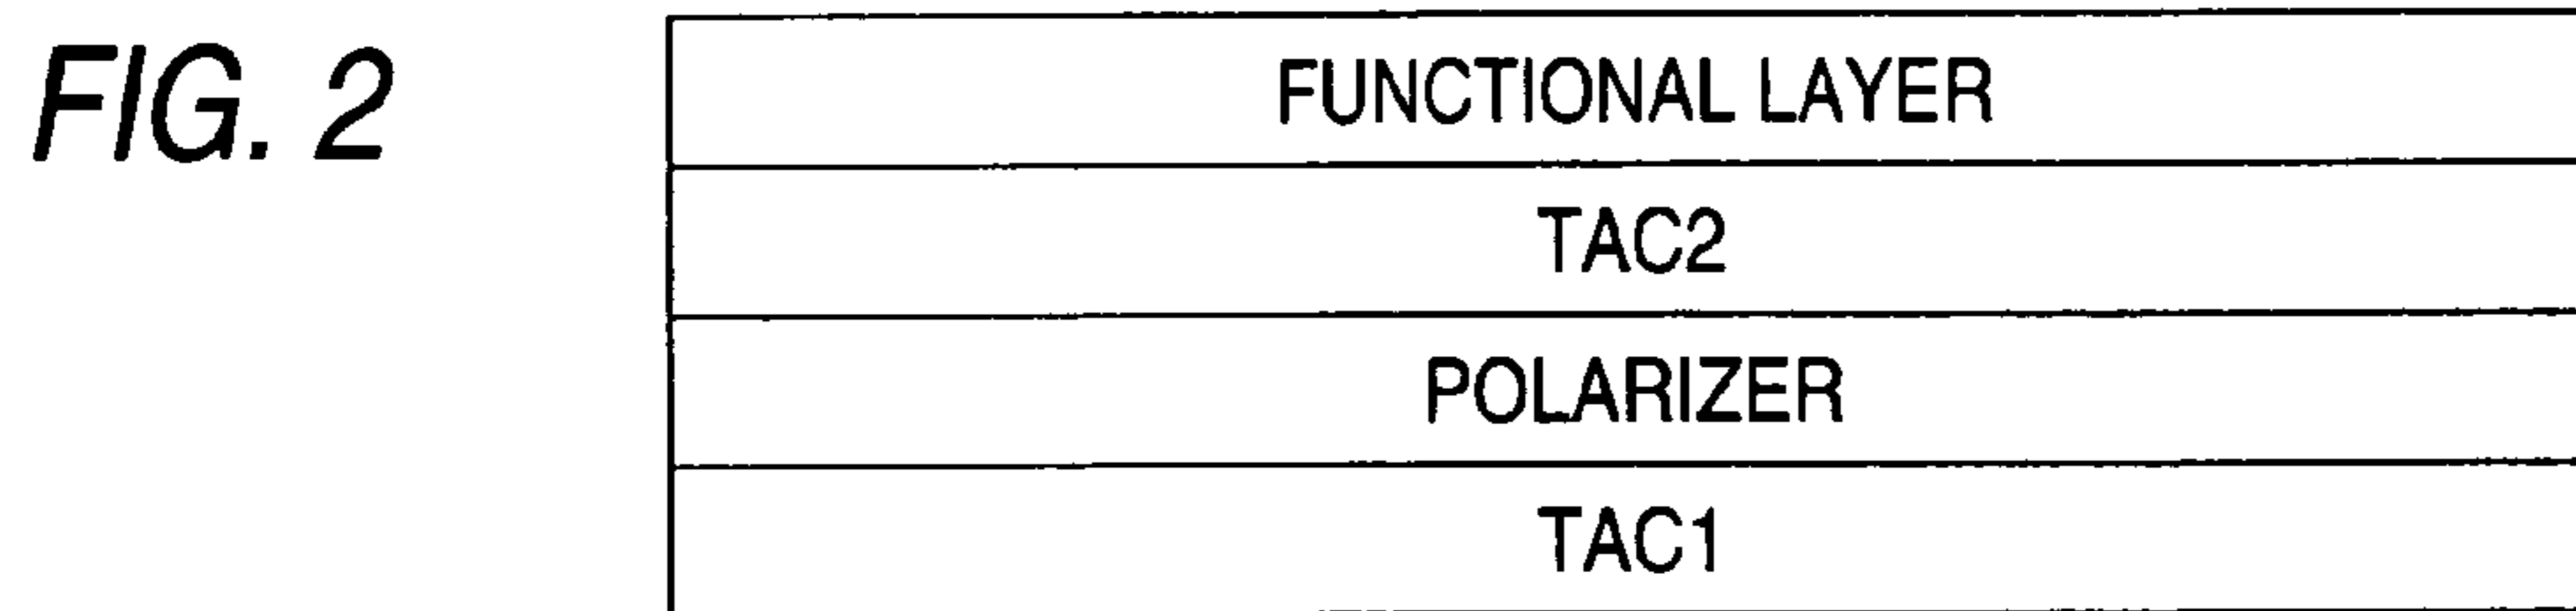 FIG. 2
FUNCTIONAL LAYER
TAC2
POLARIZER
TAC1